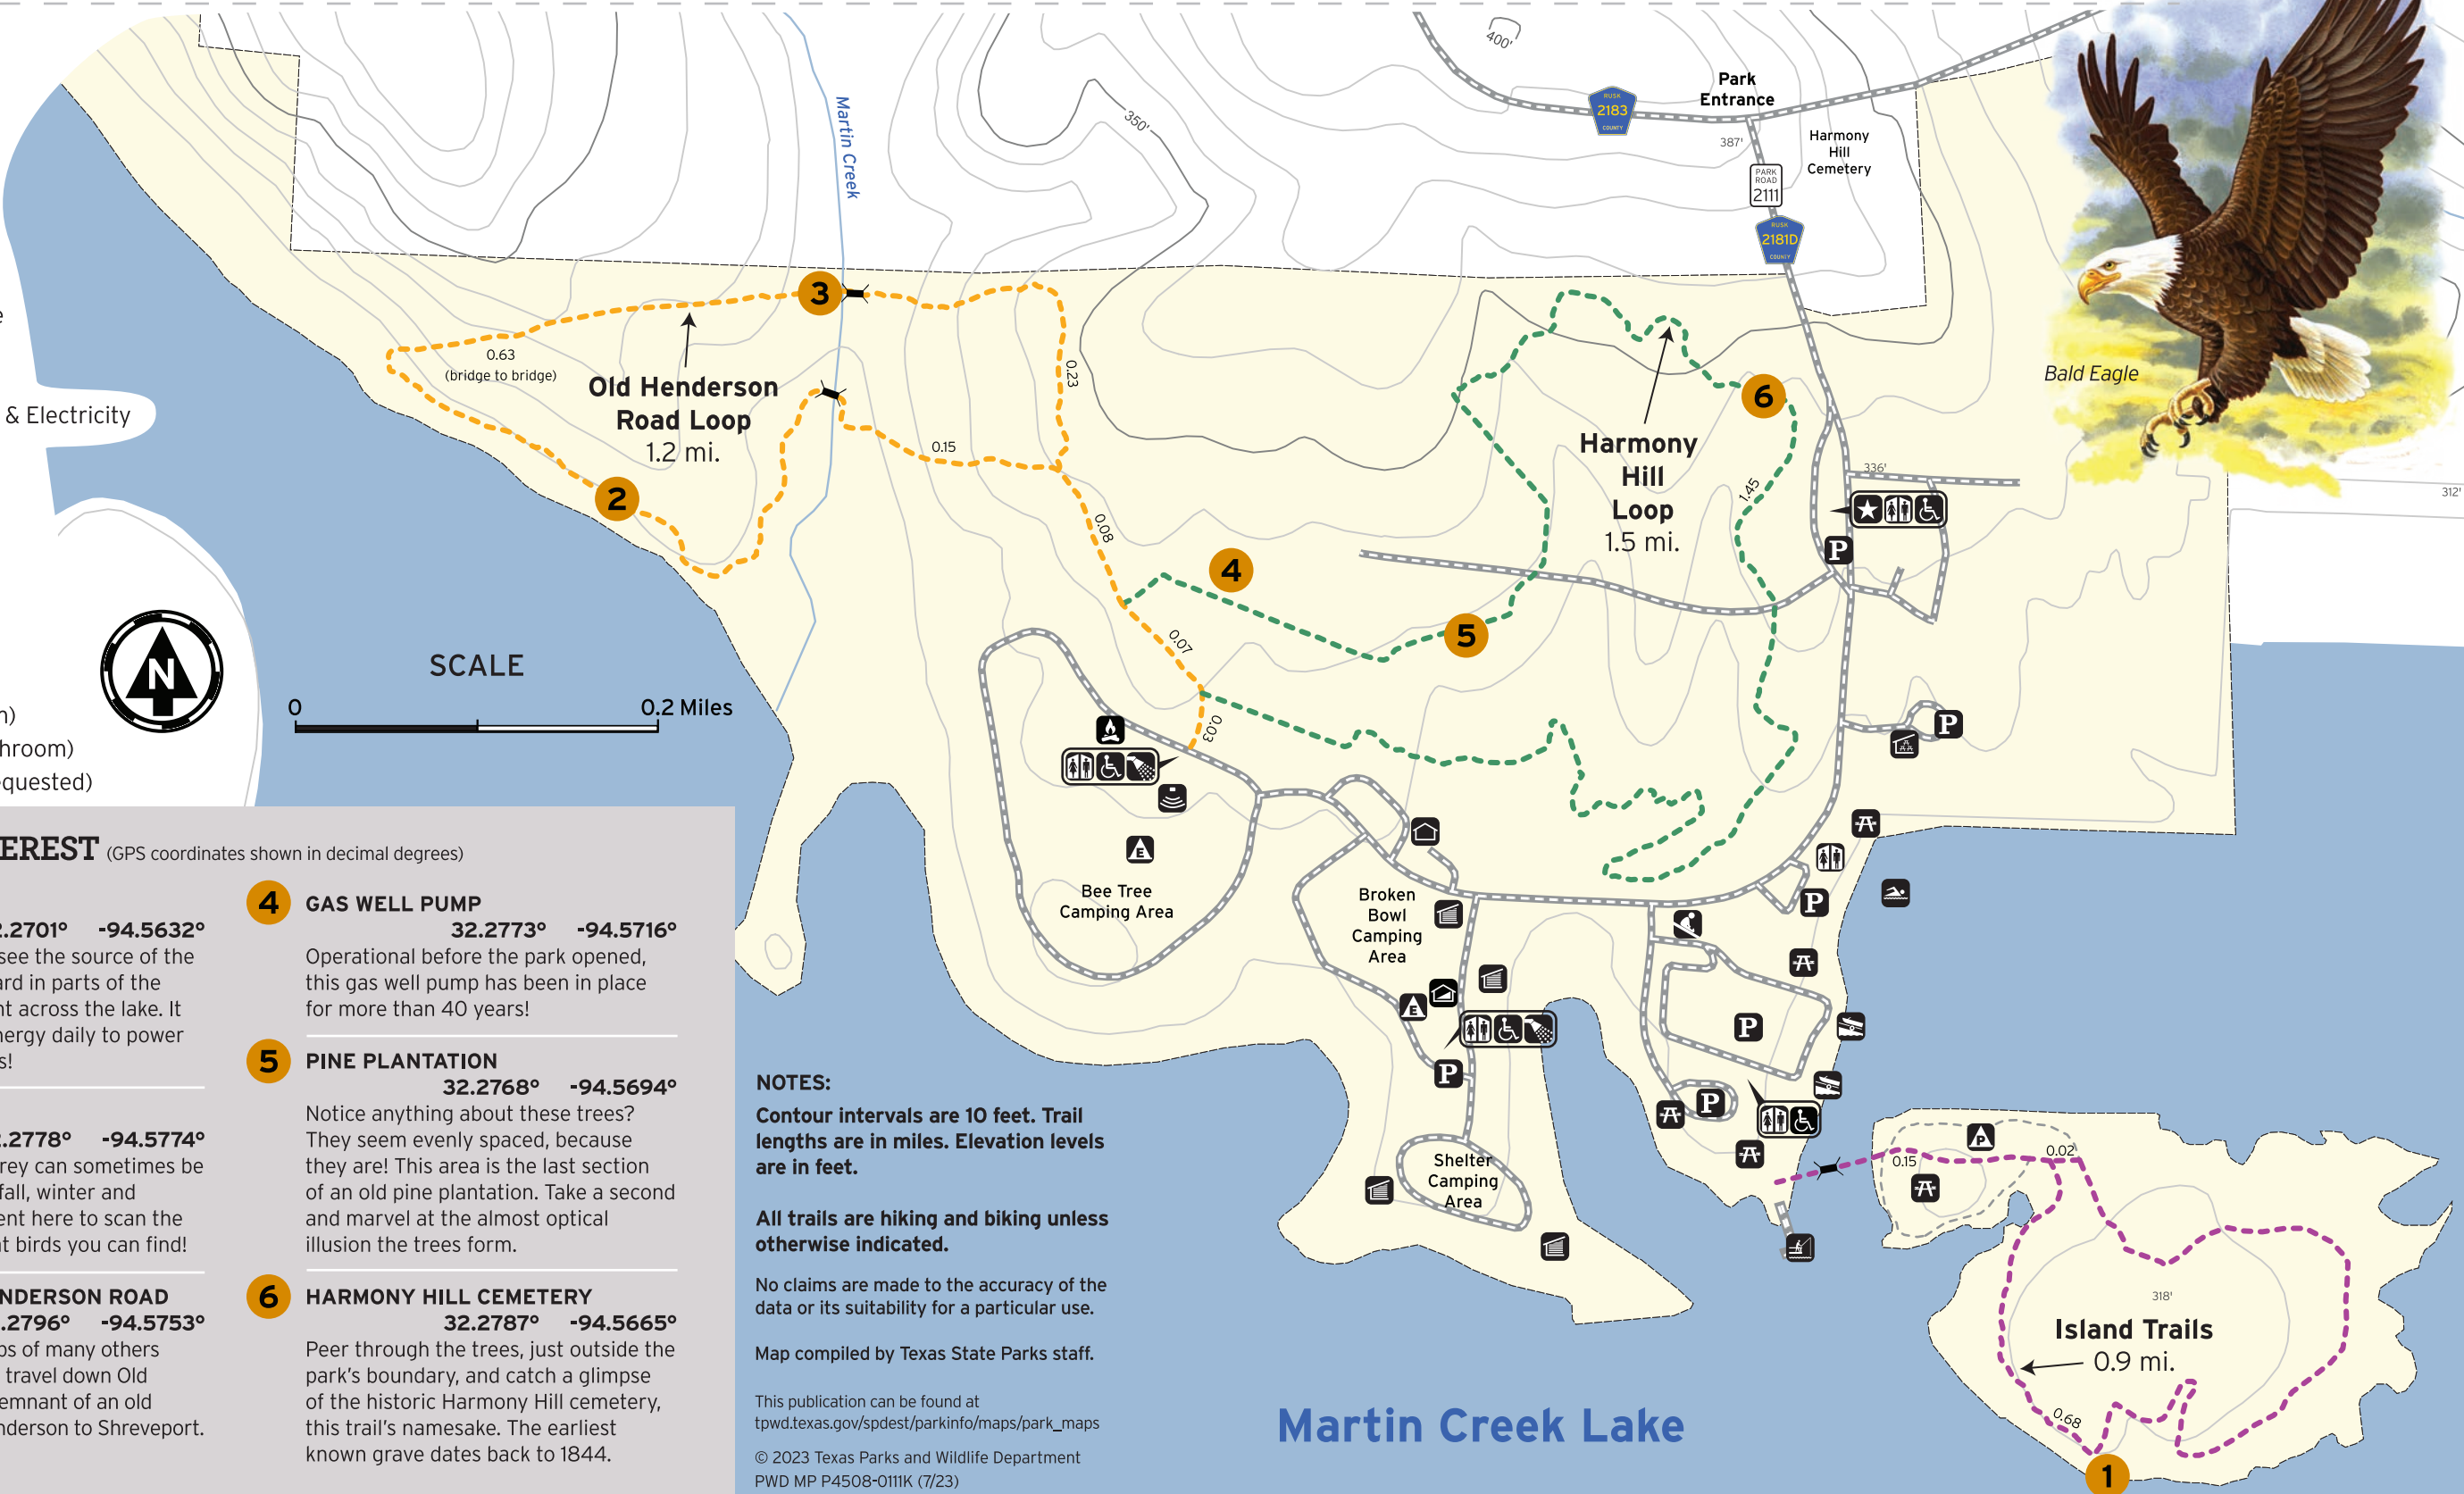 400'
Park
Entrance
RUSK
2183
COUNTY
387'
Harmony
Hill
Cemetery
PARK
ROAD
2111
RUSK
2181D
COUNTY
Martin Creek
350'
Bald Eagle
3
0.63
(bridge to bridge)
Old Henderson
Road Loop
1.2 mi.
0.23
0.15
2
0.08
6
Harmony
Hill
Loop
1.5 mi.
1.45
336'
312'
P
4
5
0.07
0.03
e
& Electricity
N
SCALE
0
0.2 Miles
n)
hroom)
equested)
P
E
Bee Tree
Camping Area
Broken
Bowl
Camping
Area
E
P
P
P
P
Shelter
Camping
Area
P
0.15
0.02
318'
Island Trails
0.9 mi.
0.68
1
Martin Creek Lake
EREST (GPS coordinates shown in decimal degrees)
2.2701° -94.5632°
see the source of the
ard in parts of the
nt across the lake. It
nergy daily to power
s!
2.2778° -94.5774°
rey can sometimes be
fall, winter and
ent here to scan the
t birds you can find!
NDERSON ROAD
.2796° -94.5753°
ps of many others
travel down Old
emnant of an old
nderson to Shreveport.
4 GAS WELL PUMP
32.2773° -94.5716°
Operational before the park opened,
this gas well pump has been in place
for more than 40 years!
5 PINE PLANTATION
32.2768° -94.5694°
Notice anything about these trees?
They seem evenly spaced, because
they are! This area is the last section
of an old pine plantation. Take a second
and marvel at the almost optical
illusion the trees form.
6 HARMONY HILL CEMETERY
32.2787° -94.5665°
Peer through the trees, just outside the
park's boundary, and catch a glimpse
of the historic Harmony Hill cemetery,
this trail's namesake. The earliest
known grave dates back to 1844.
NOTES:
Contour intervals are 10 feet. Trail
lengths are in miles. Elevation levels
are in feet.
All trails are hiking and biking unless
otherwise indicated.
No claims are made to the accuracy of the
data or its suitability for a particular use.
Map compiled by Texas State Parks staff.
This publication can be found at
tpwd.texas.gov/spdest/parkinfo/maps/park_maps
© 2023 Texas Parks and Wildlife Department
PWD MP P4508-0111K (7/23)